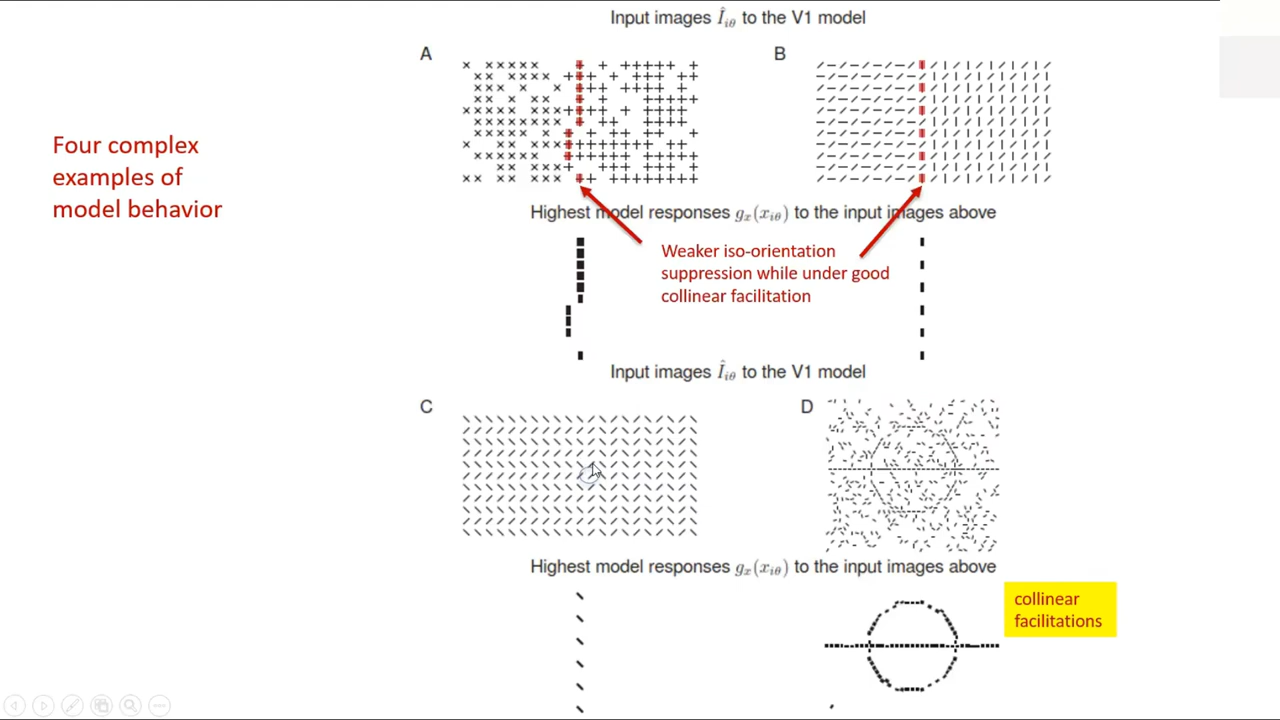 Input images Î_iθ to the V1 model
A
B
Four complex
examples of
model behavior
Highest model responses g_x(x_iθ) to the input images above
Weaker iso-orientation
suppression while under good
collinear facilitation
Input images Î_iθ to the V1 model
C
D
Highest model responses g_x(x_iθ) to the input images above
collinear
facilitations